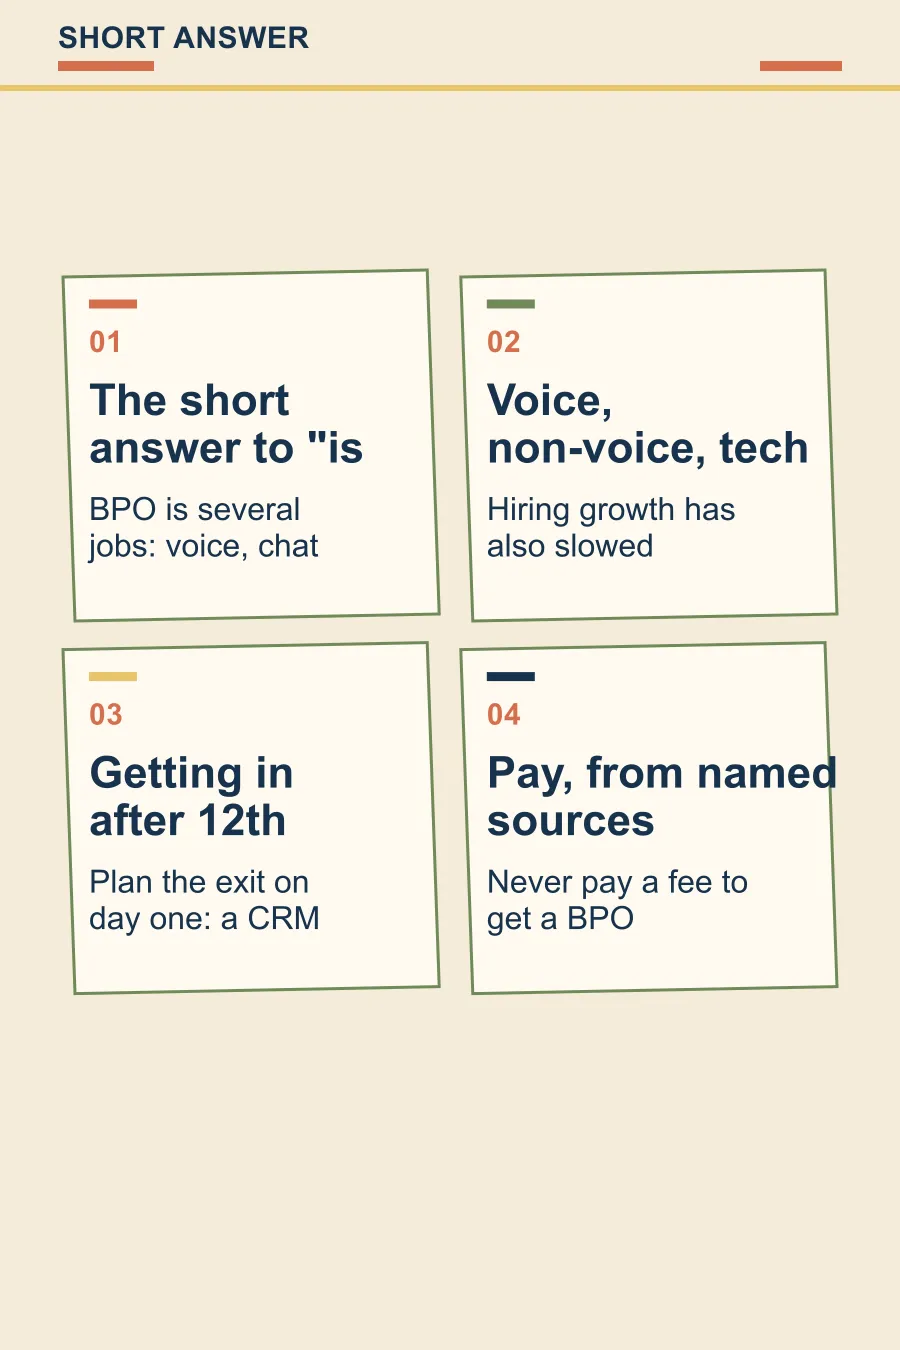 SHORT ANSWER
01
The short
answer to "is
BPO is several
jobs: voice, chat
02
Voice,
non-voice, tech
Hiring growth has
also slowed
03
Getting in
after 12th
Plan the exit on
day one: a CRM
04
Pay, from named
sources
Never pay a fee to
get a BPO